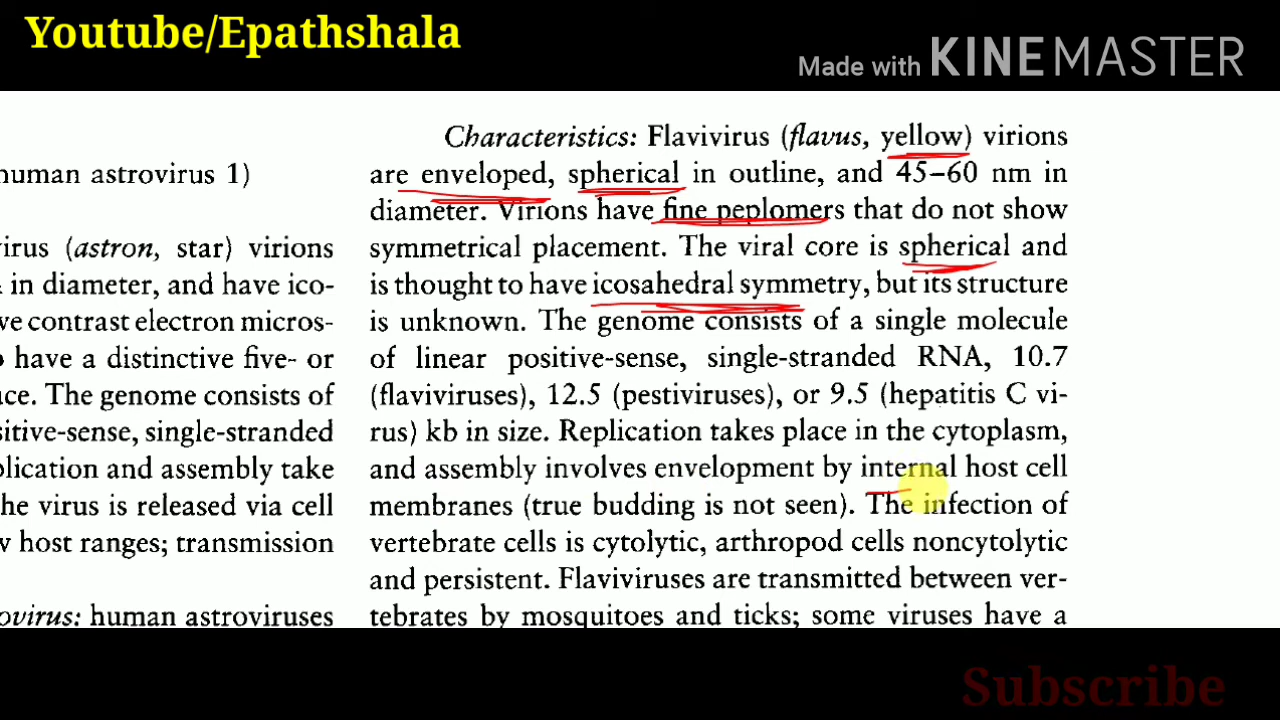 Youtube/Epathshala
Made with KINEMASTER
human astrovirus 1)
virus (astron, star) virions
in diameter, and have ico-
ve contrast electron micros-
have a distinctive five- or
ace. The genome consists of
sitive-sense, single-stranded
plication and assembly take
he virus is released via cell
w host ranges; transmission
ovirus: human astroviruses
Characteristics: Flavivirus (flavus, yellow) virions
are enveloped, spherical in outline, and 45–60 nm in
diameter. Virions have fine peplomers that do not show
symmetrical placement. The viral core is spherical and
is thought to have icosahedral symmetry, but its structure
is unknown. The genome consists of a single molecule
of linear positive-sense, single-stranded RNA, 10.7
(flaviviruses), 12.5 (pestiviruses), or 9.5 (hepatitis C vi-
rus) kb in size. Replication takes place in the cytoplasm,
and assembly involves envelopment by internal host cell
membranes (true budding is not seen). The infection of
vertebrate cells is cytolytic, arthropod cells noncytolytic
and persistent. Flaviviruses are transmitted between ver-
tebrates by mosquitoes and ticks; some viruses have a
Subscribe